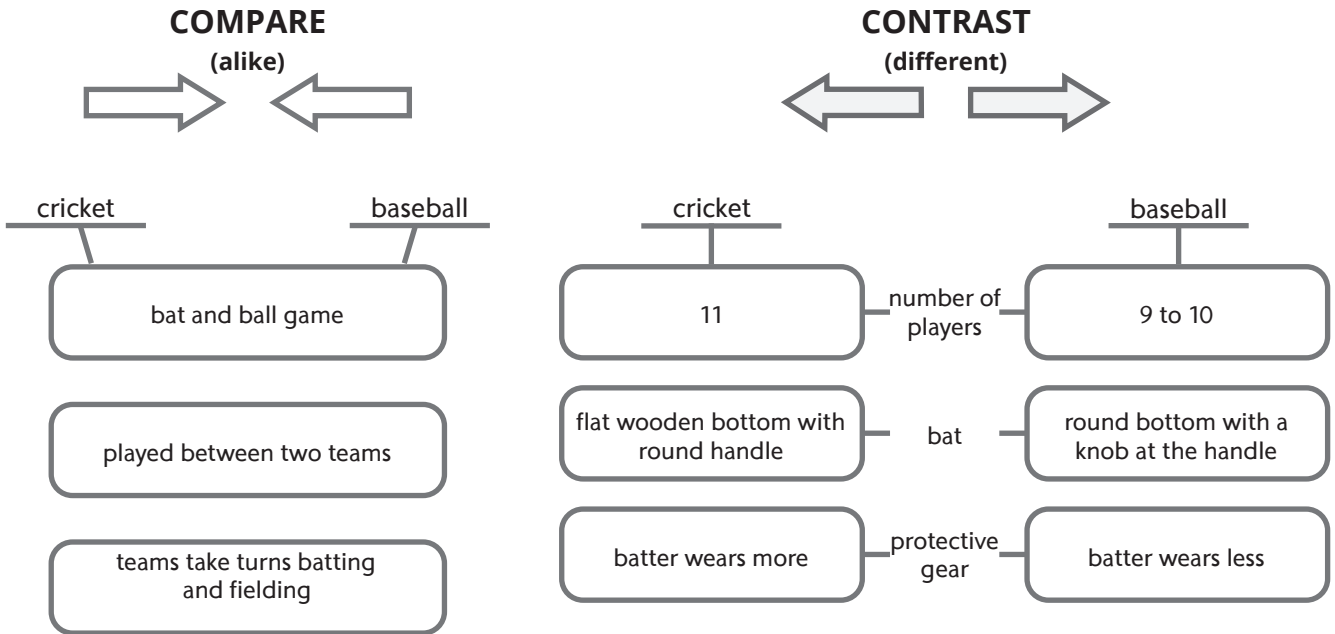 COMPARE
(alike)
cricket
baseball
bat and ball game
played between two teams
teams take turns batting
and fielding
CONTRAST
(different)
cricket
baseball
11
number of
players
9 to 10
flat wooden bottom with
round handle
bat
round bottom with a
knob at the handle
batter wears more
protective
gear
batter wears less